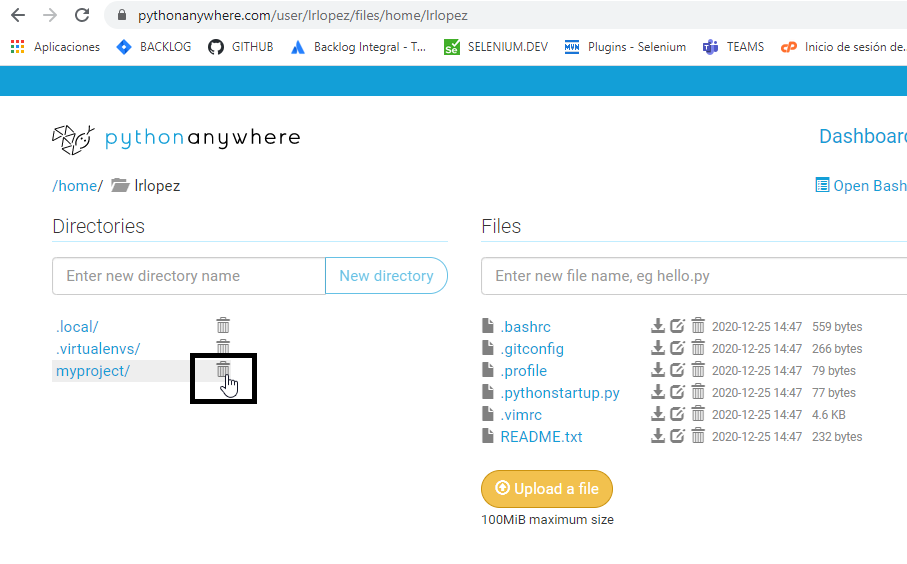 pythonanywhere.com/user/lrlopez/files/home/lrlopez
Aplicaciones BACKLOG GITHUB Backlog Integral - T... SELENIUM.DEV Plugins - Selenium TEAMS Inicio de sesión de...
pythonanywhere
Dashboard
/home/ lrlopez
Open Bash
Directories
Files
Enter new directory name New directory
Enter new file name, eg hello.py
.local/
.virtualenvs/
myproject/
.bashrc 2020-12-25 14:47 559 bytes
.gitconfig 2020-12-25 14:47 266 bytes
.profile 2020-12-25 14:47 79 bytes
.pythonstartup.py 2020-12-25 14:47 77 bytes
.vimrc 2020-12-25 14:47 4.6 KB
README.txt 2020-12-25 14:47 232 bytes
Upload a file
100MiB maximum size